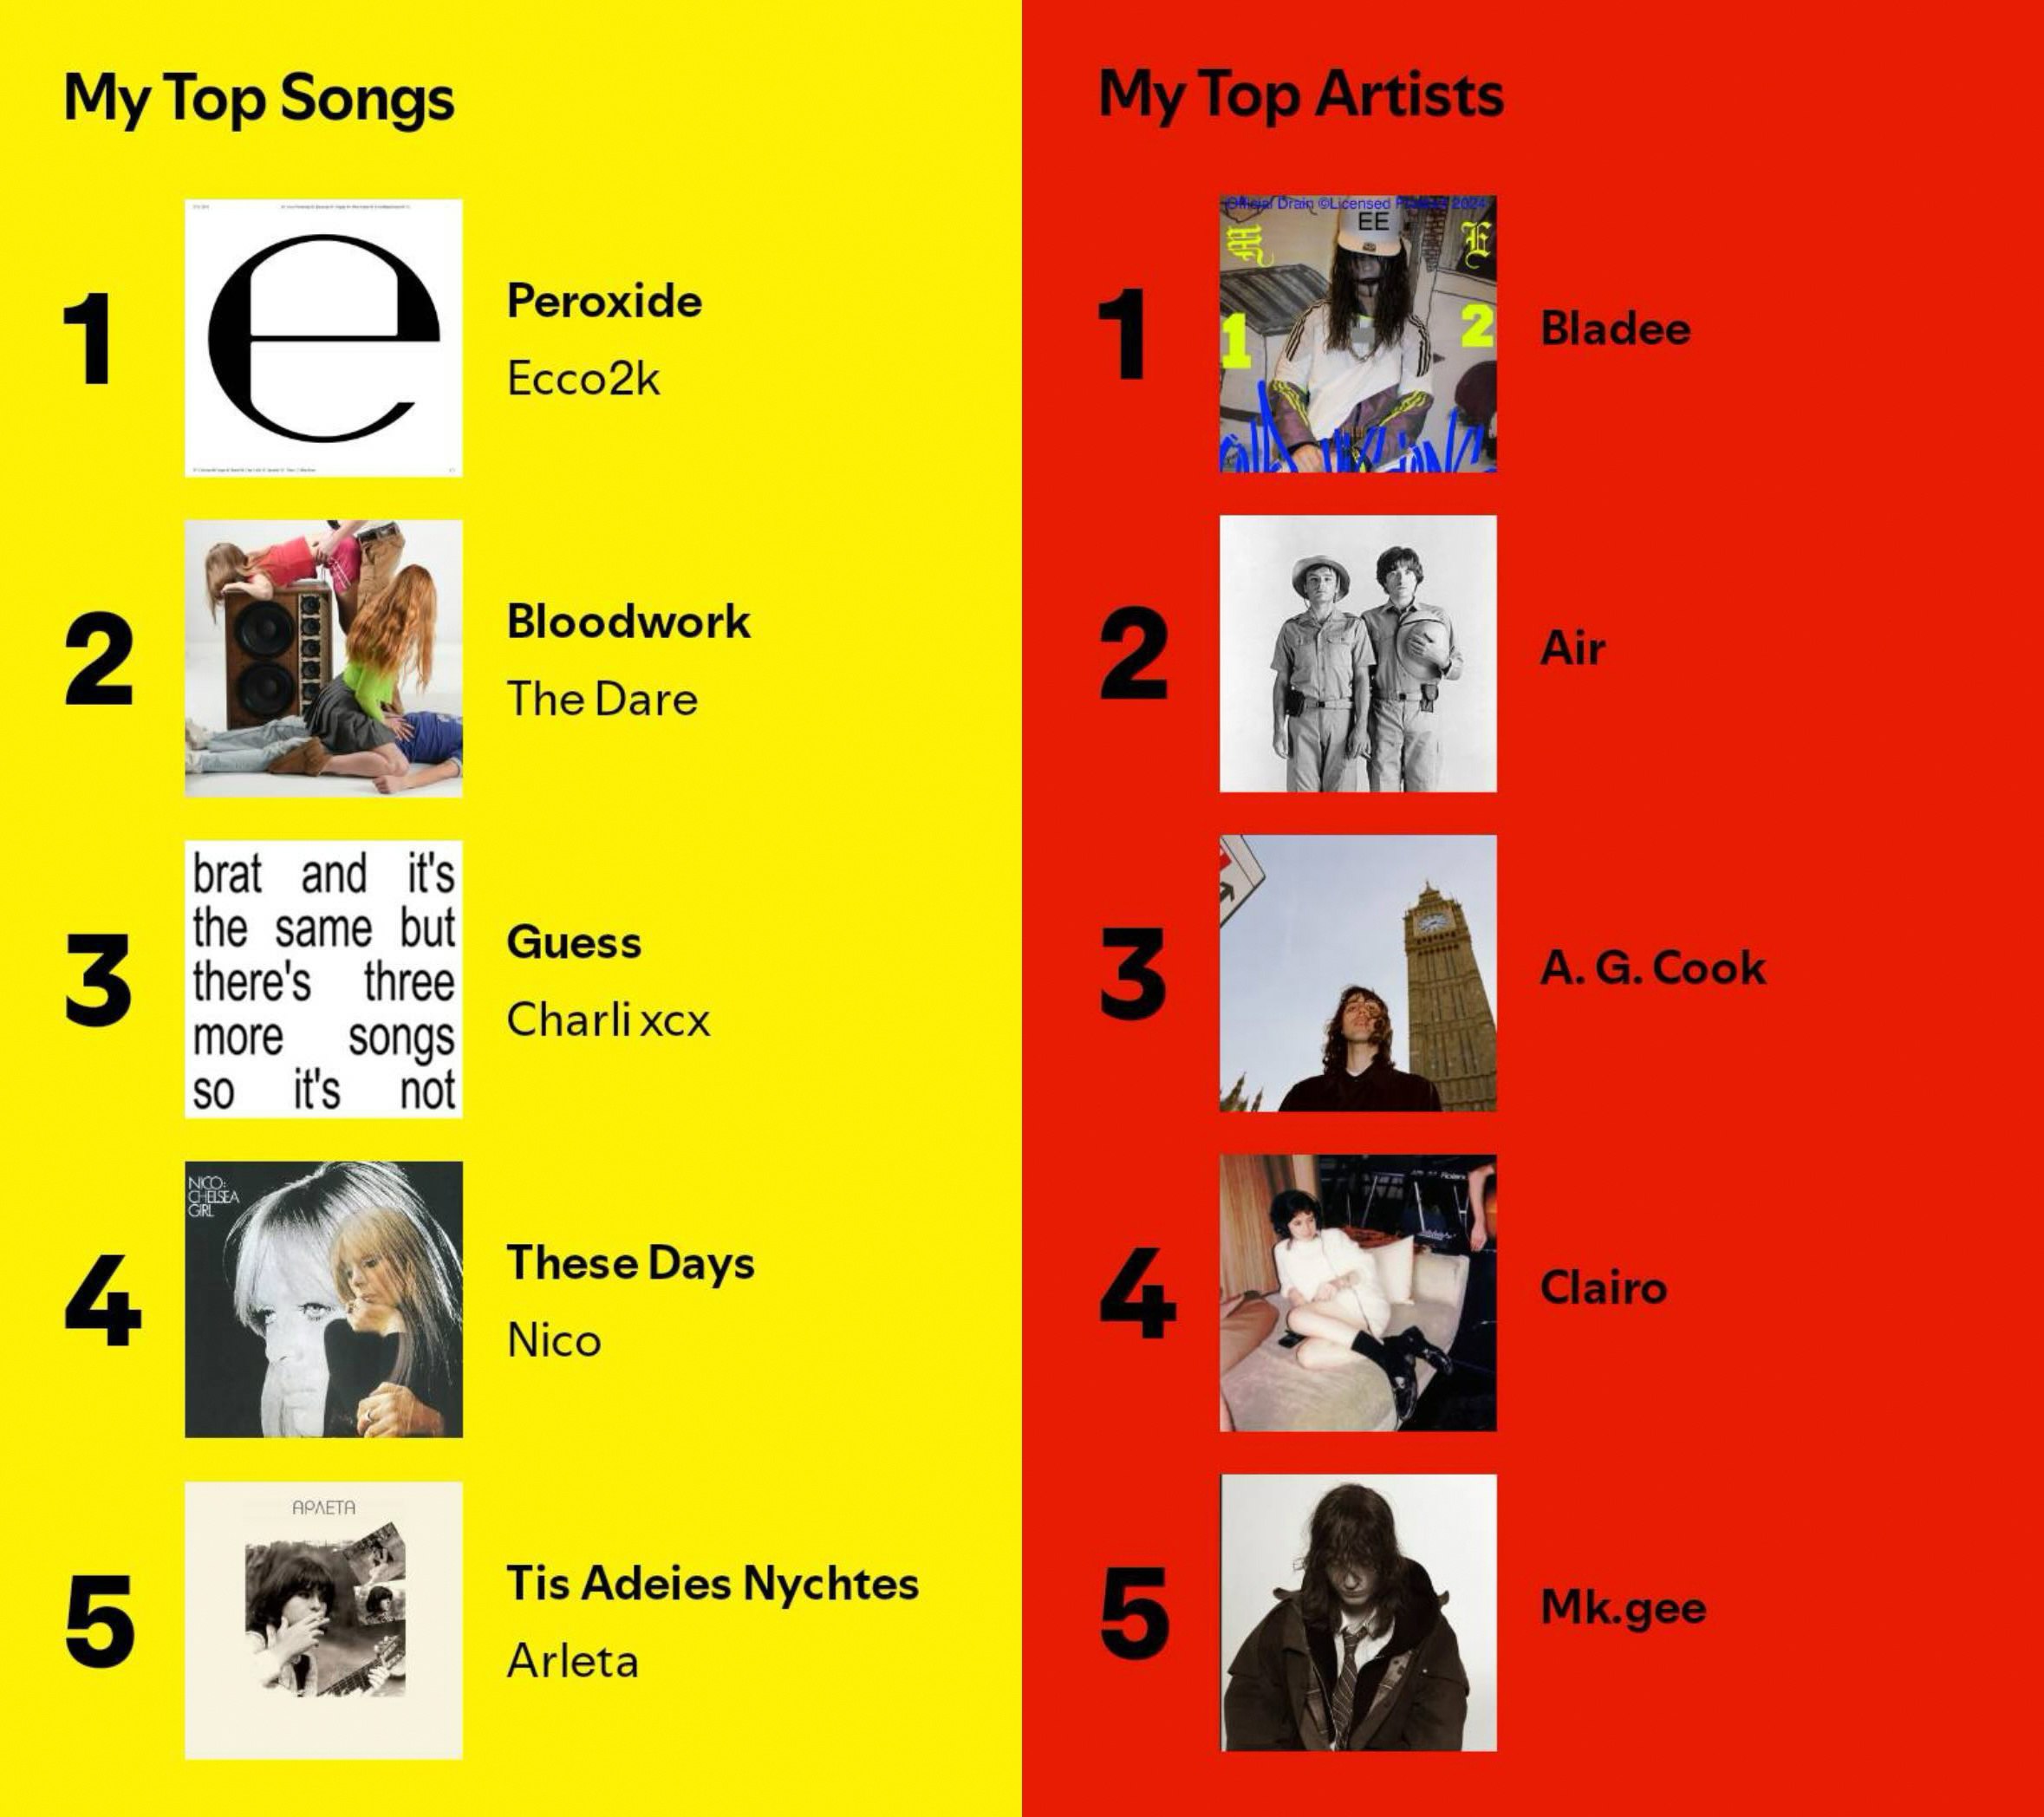 My Top Songs
1
Peroxide
Ecco2k
2
Bloodwork
The Dare
3
brat and it's
the same but
there's three
more songs
so it's not
Guess
Charli xcx
4
NICO:
CHELSEA
GIRL
These Days
Nico
5
ΑΡΛΕΤΑ
Tis Adeies Nychtes
Arleta
My Top Artists
1
Official Drain ©Licensed Product 2024
EE
1
2
Bladee
2
Air
3
A. G. Cook
4
Roland
Clairo
5
Mk.gee